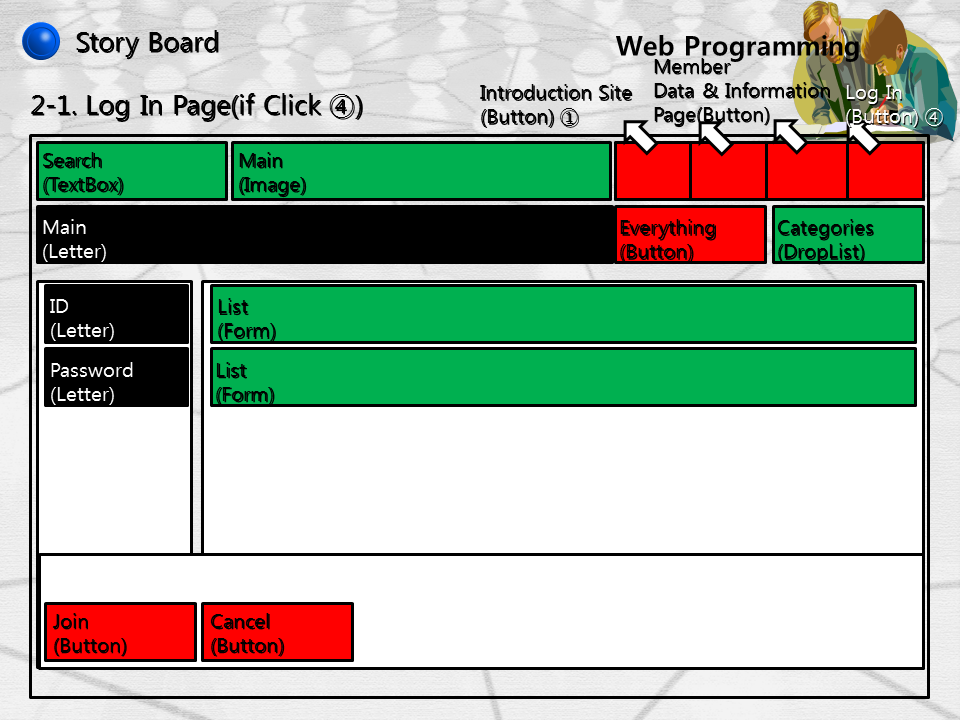 Story Board
Web Programming
2-1. Log In Page(if Click ④)
Introduction Site
(Button) ①
Member
Data & Information
Page(Button)
Log In
(Button) ④
Search
(TextBox)
Main
(Image)
Main
(Letter)
Everything
(Button)
Categories
(DropList)
ID
(Letter)
List
(Form)
Password
(Letter)
List
(Form)
Join
(Button)
Cancel
(Button)